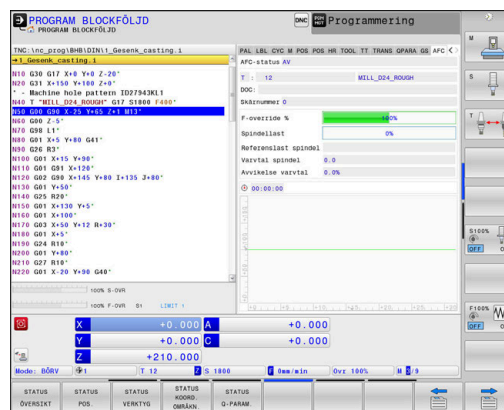 PROGRAM BLOCKFÖLJD
PROGRAM BLOCKFÖLJD
DNC
Programmering
TNC:\nc_prog\BHB\DIN\1_Gesenk_casting.i
→1_Gesenk_casting.i
N10 G30 G17 X+0 Y+0 Z-20*
N20 G31 X+150 Y+100 Z+0*
* - Machine hole pattern ID27943KL1
N40 T "MILL_D24_ROUGH" G17 S1800 F400*
N50 G00 G90 X-25 Y+65 Z+1 M13*
N60 G00 Z-5*
N70 G98 L1*
N80 G01 X+5 Y+80 G41*
N90 G26 R3*
N100 G01 X+15 Y+90*
N110 G01 G91 X+120*
N120 G02 G90 X+145 Y+80 I+135 J+80*
N130 G01 Y+50*
N140 G25 R20*
N150 G01 X+130 Y+5*
N160 G01 X+100*
N170 G03 X+50 Y+12 R+30*
N180 G01 X+5*
N190 G24 R10*
N200 G01 Y+80*
N210 G27 R10*
N220 G01 X-20 Y+90 G40*
100% S-OVR
100% F-OVR S1 LIMIT 1
PAL LBL CYC M POS POS HR TOOL TT TRANS QPARA GS AFC
AFC-status AV
T : 12 MILL_D24_ROUGH
DOC:
Skärnummer 0
F-override % 100%
Spindellast 0%
Referenslast spindel
Varvtal spindel 0.0
Avvikelse varvtal 0.0%
00:00:00
X +0.000 A +0.000
Y +0.000 C +0.000
Z +210.000
Mode: BÖRV 1 T 12 Z S 1800 F 0mm/min Ovr 100% M 5/9
STATUS ÖVERSIKT
STATUS POS.
STATUS VERKTYG
STATUS KOORD. OMRÄKN.
STATUS Q-PARAM.
M
S
T
S100%
OFF
F100%
OFF